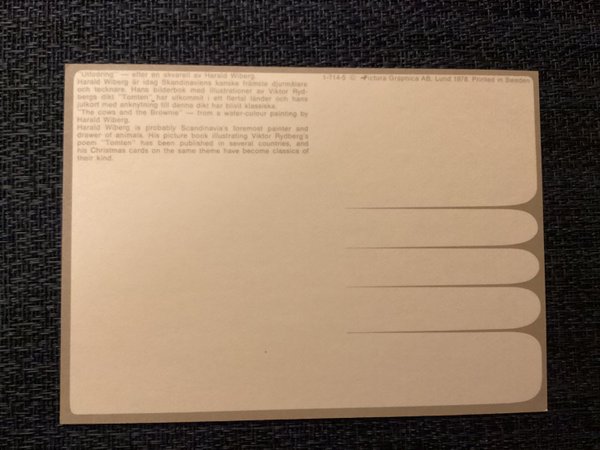 "Utfodring" — efter en akvarell av Harald Wiberg.
Harald Wiberg är idag Skandinaviens kanske främste djurmålare
och tecknare. Hans bilderbok med illustrationer av Viktor Ryd-
bergs dikt "Tomten" har utkommit i ett flertal länder och hans
julkort med anknytning till denna dikt har blivit klassiska.
"The cows and the Brownie" — from a water-colour painting by
Harald Wiberg.
Harald Wiberg is probably Scandinavia's foremost painter and
drawer of animals. His picture book illustrating Viktor Rydberg's
poem "Tomten" has been published in several countries, and
his Christmas cards on the same theme have become classics of
their kind.
1-714-5 © Pictura Graphica AB, Lund 1978. Printed in Sweden